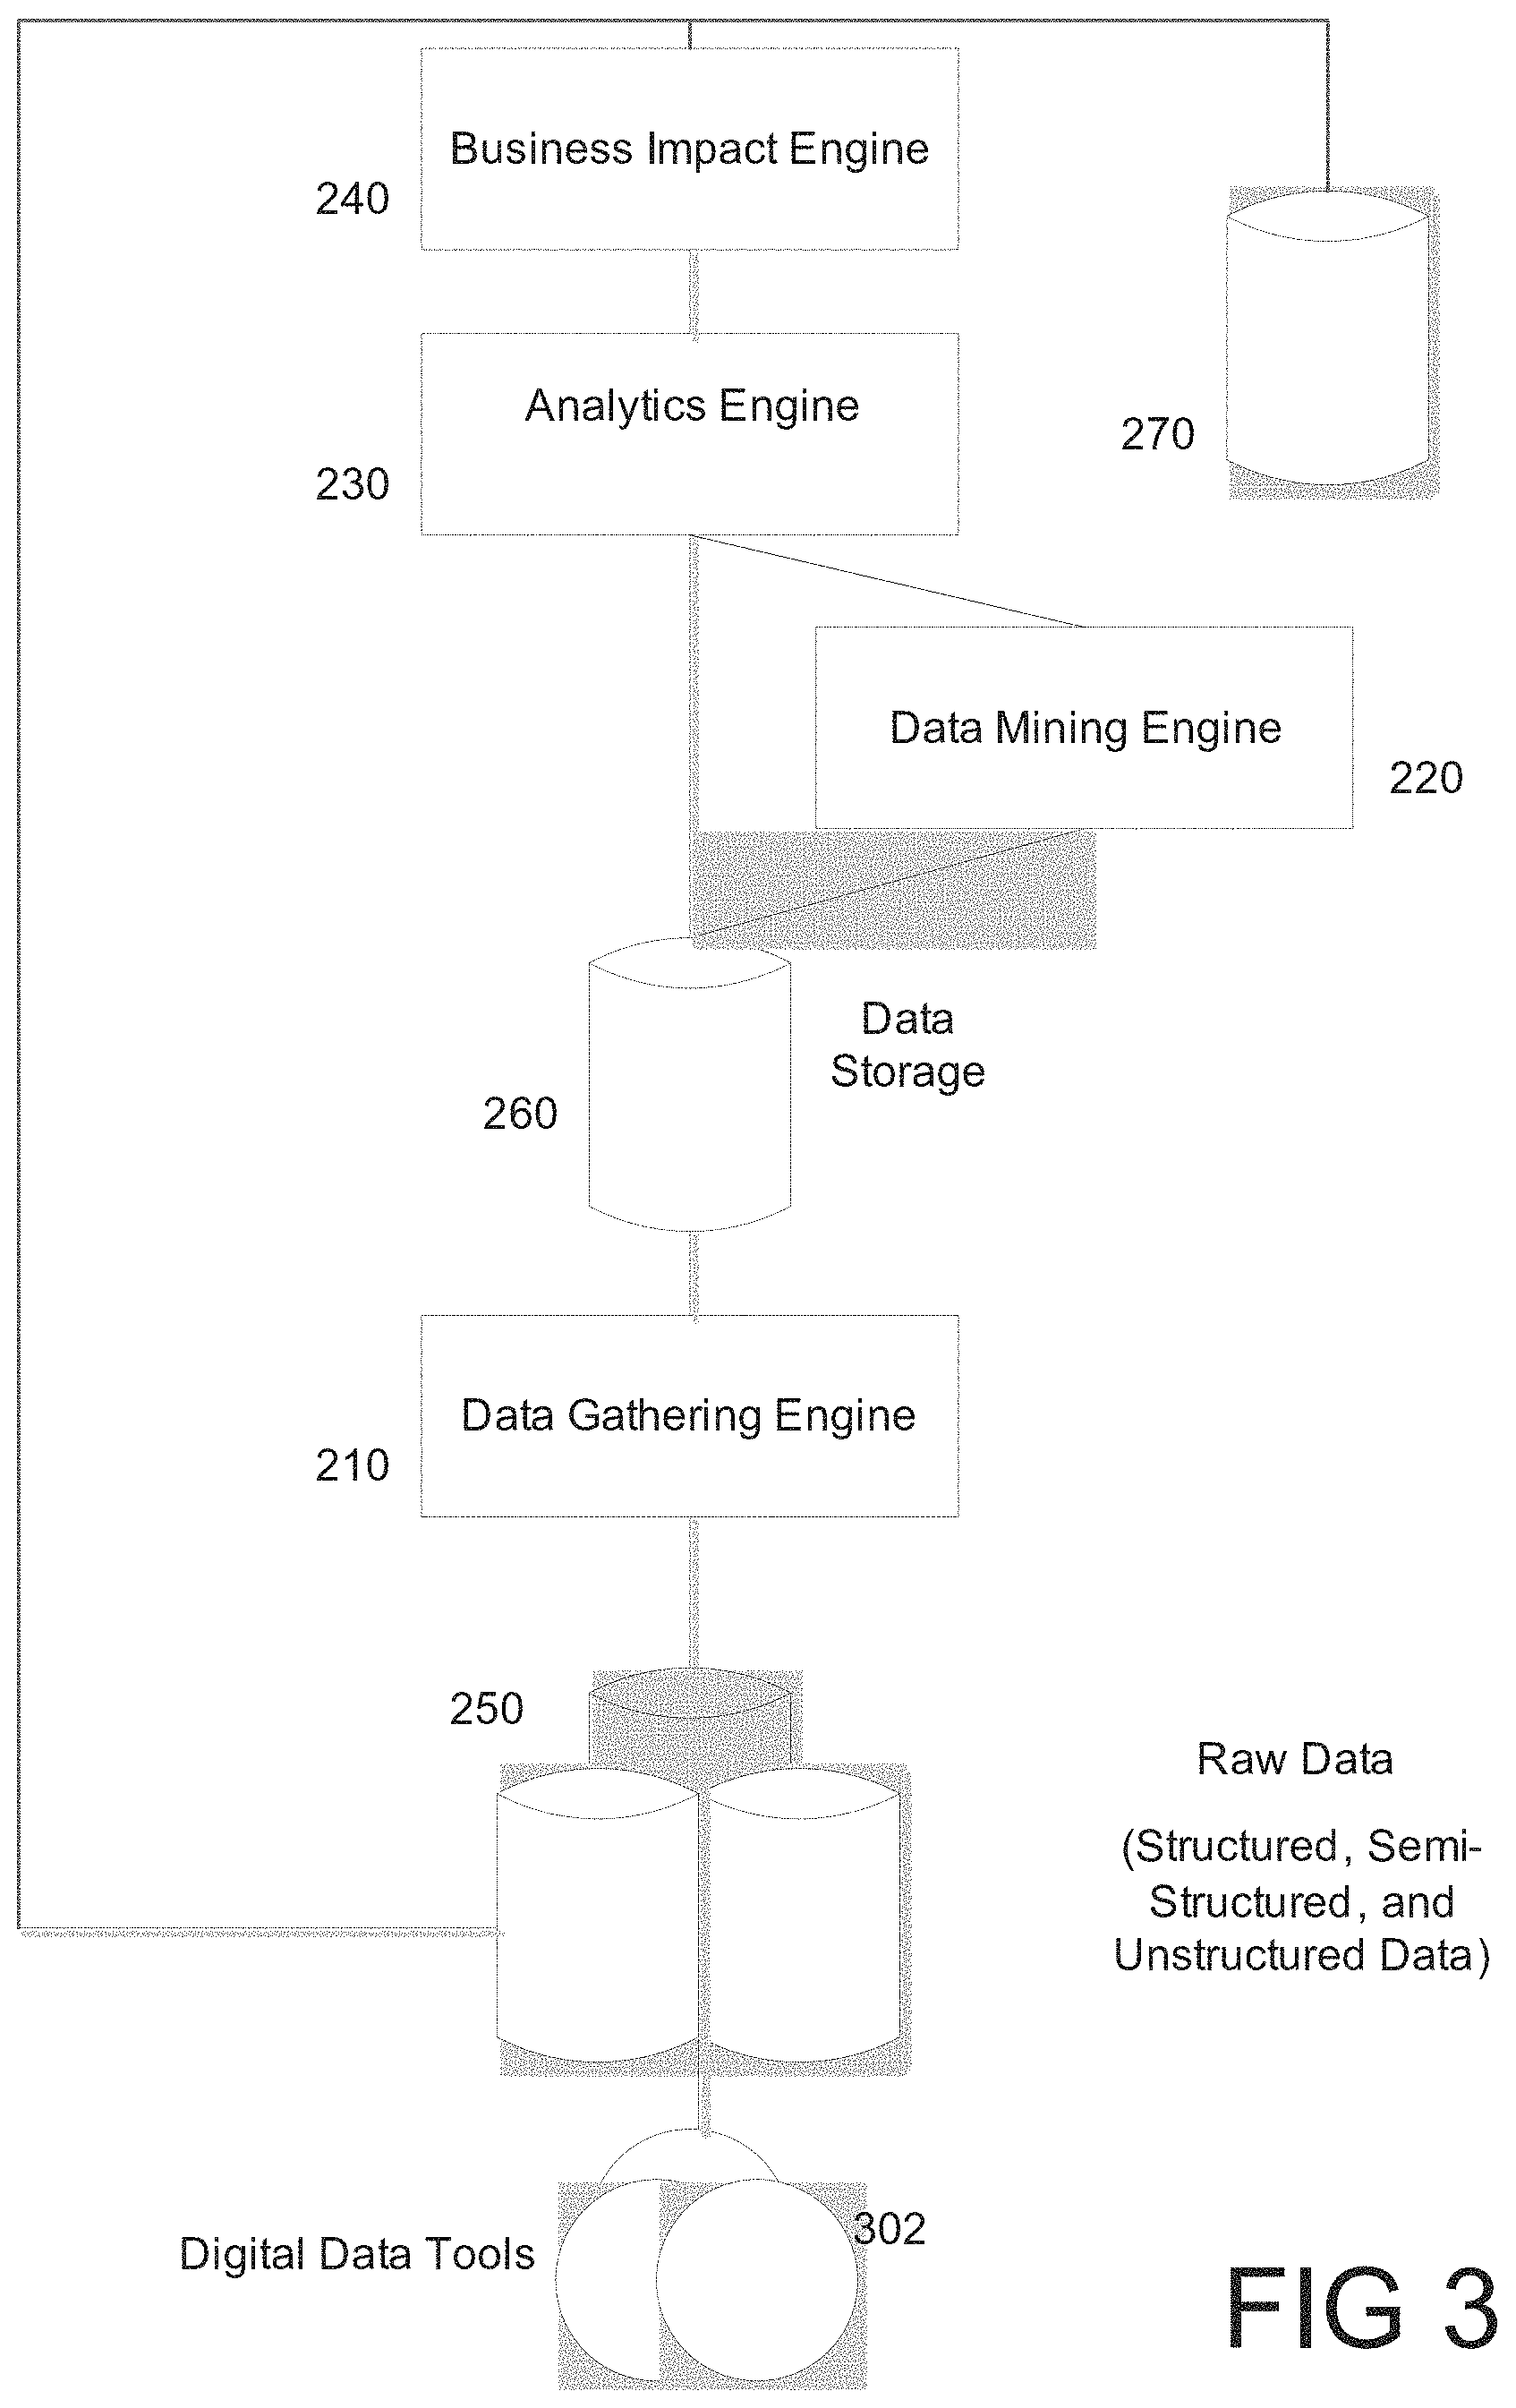 Business Impact Engine
240
Analytics Engine
230
270
Data Mining Engine
220
Data
Storage
260
Data Gathering Engine
210
250
Raw Data
(Structured, Semi-
Structured, and
Unstructured Data)
302
Digital Data Tools
FIG 3